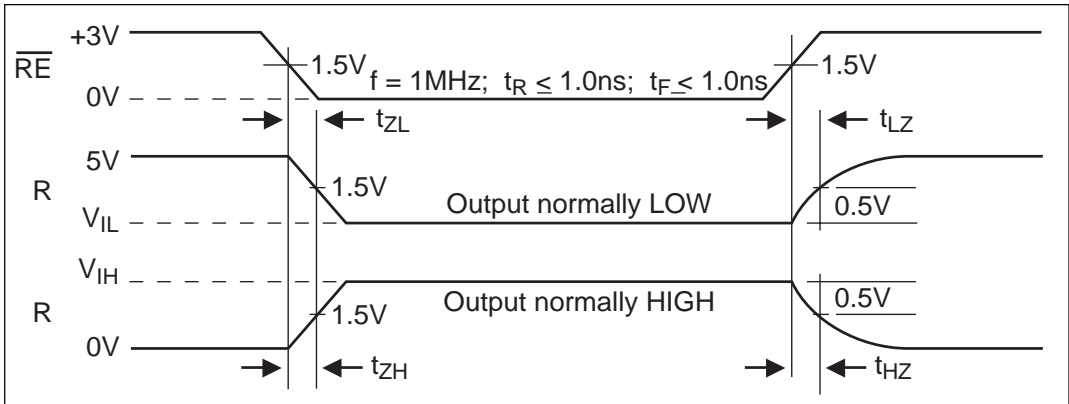 +3V
RE
1.5V
f = 1MHz; tR ≤ 1.0ns; tF ≤ 1.0ns
1.5V
0V
tZL
tLZ
5V
R
1.5V
Output normally LOW
0.5V
VIL
VIH
R
1.5V
Output normally HIGH
0.5V
0V
tZH
tHZ